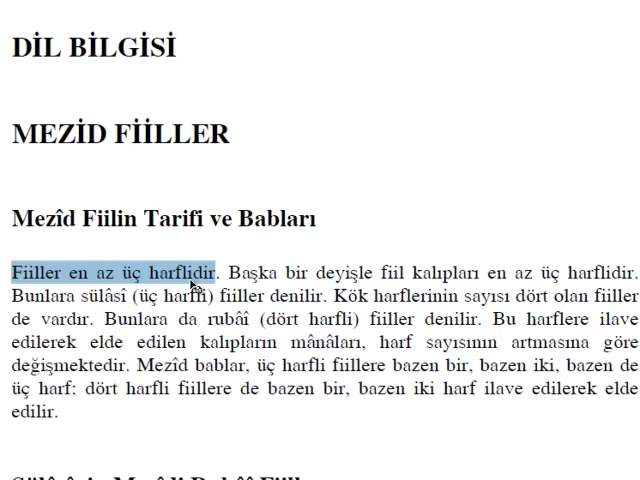 DİL BİLGİSİ
MEZİD FİİLLER
Mezîd Fiilin Tarifi ve Babları
Fiiller en az üç harflidir. Başka bir deyişle fiil kalıpları en az üç harflidir.
Bunlara sülâsî (üç harfli) fiiller denilir. Kök harflerinin sayısı dört olan fiiller
de vardır. Bunlara da rubâî (dört harfli) fiiller denilir. Bu harflere ilave
edilerek elde edilen kalıpların mânâları, harf sayısının artmasına göre
değişmektedir. Mezîd bablar, üç harfli fiillere bazen bir, bazen iki, bazen de
üç harf; dört harfli fiillere de bazen bir, bazen iki harf ilave edilerek elde
edilir.